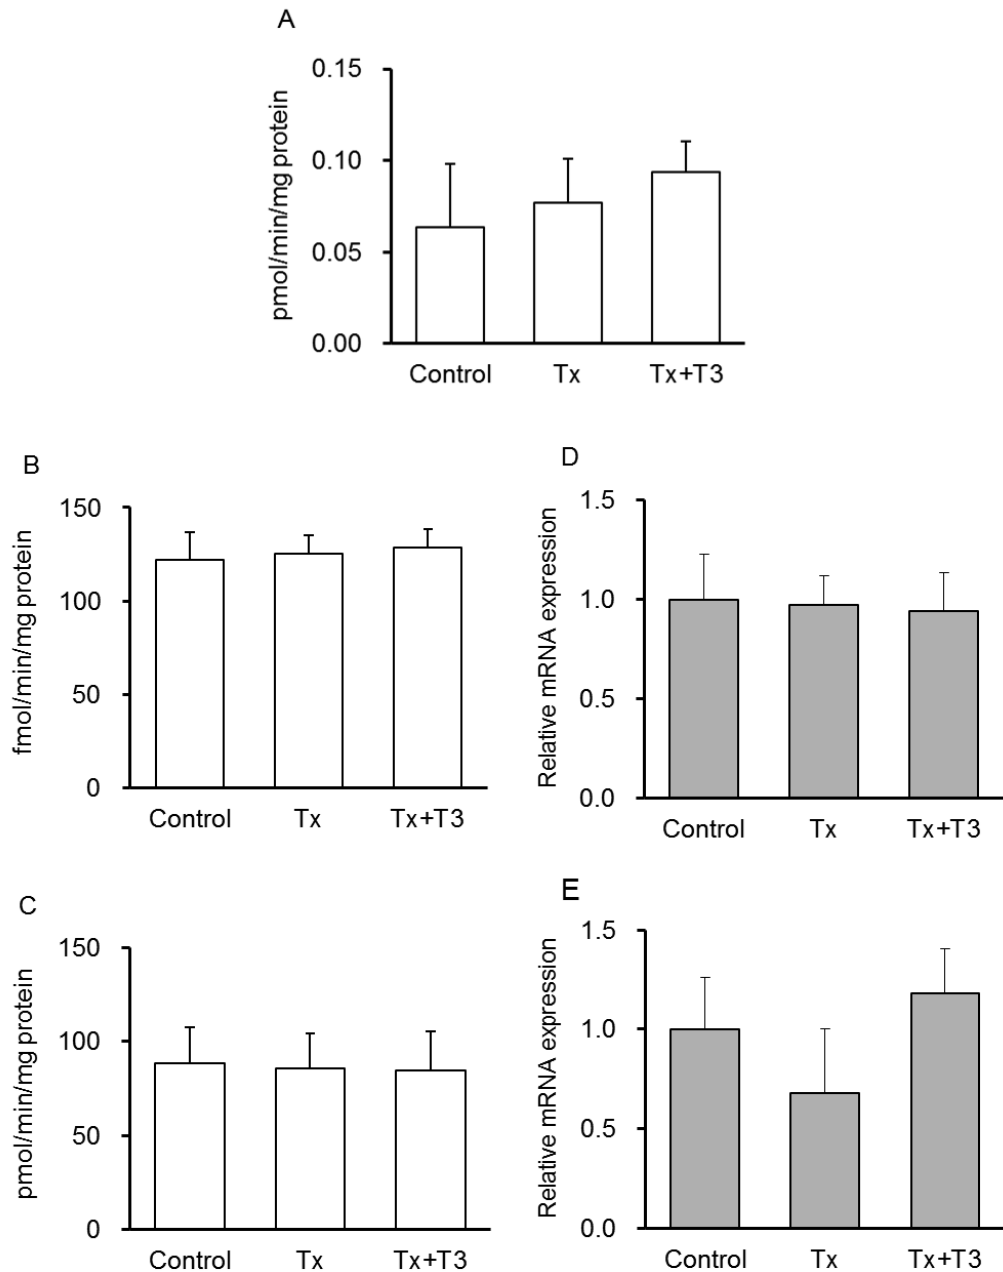 A
pmol/min/mg protein
0.15
0.10
0.05
0.00
Control Tx Tx+T3
B
fmol/min/mg protein
150
100
50
0
Control Tx Tx+T3
D
Relative mRNA expression
1.5
1.0
0.5
0.0
Control Tx Tx+T3
C
pmol/min/mg protein
150
100
50
0
Control Tx Tx+T3
E
Relative mRNA expression
1.5
1.0
0.5
0.0
Control Tx Tx+T3